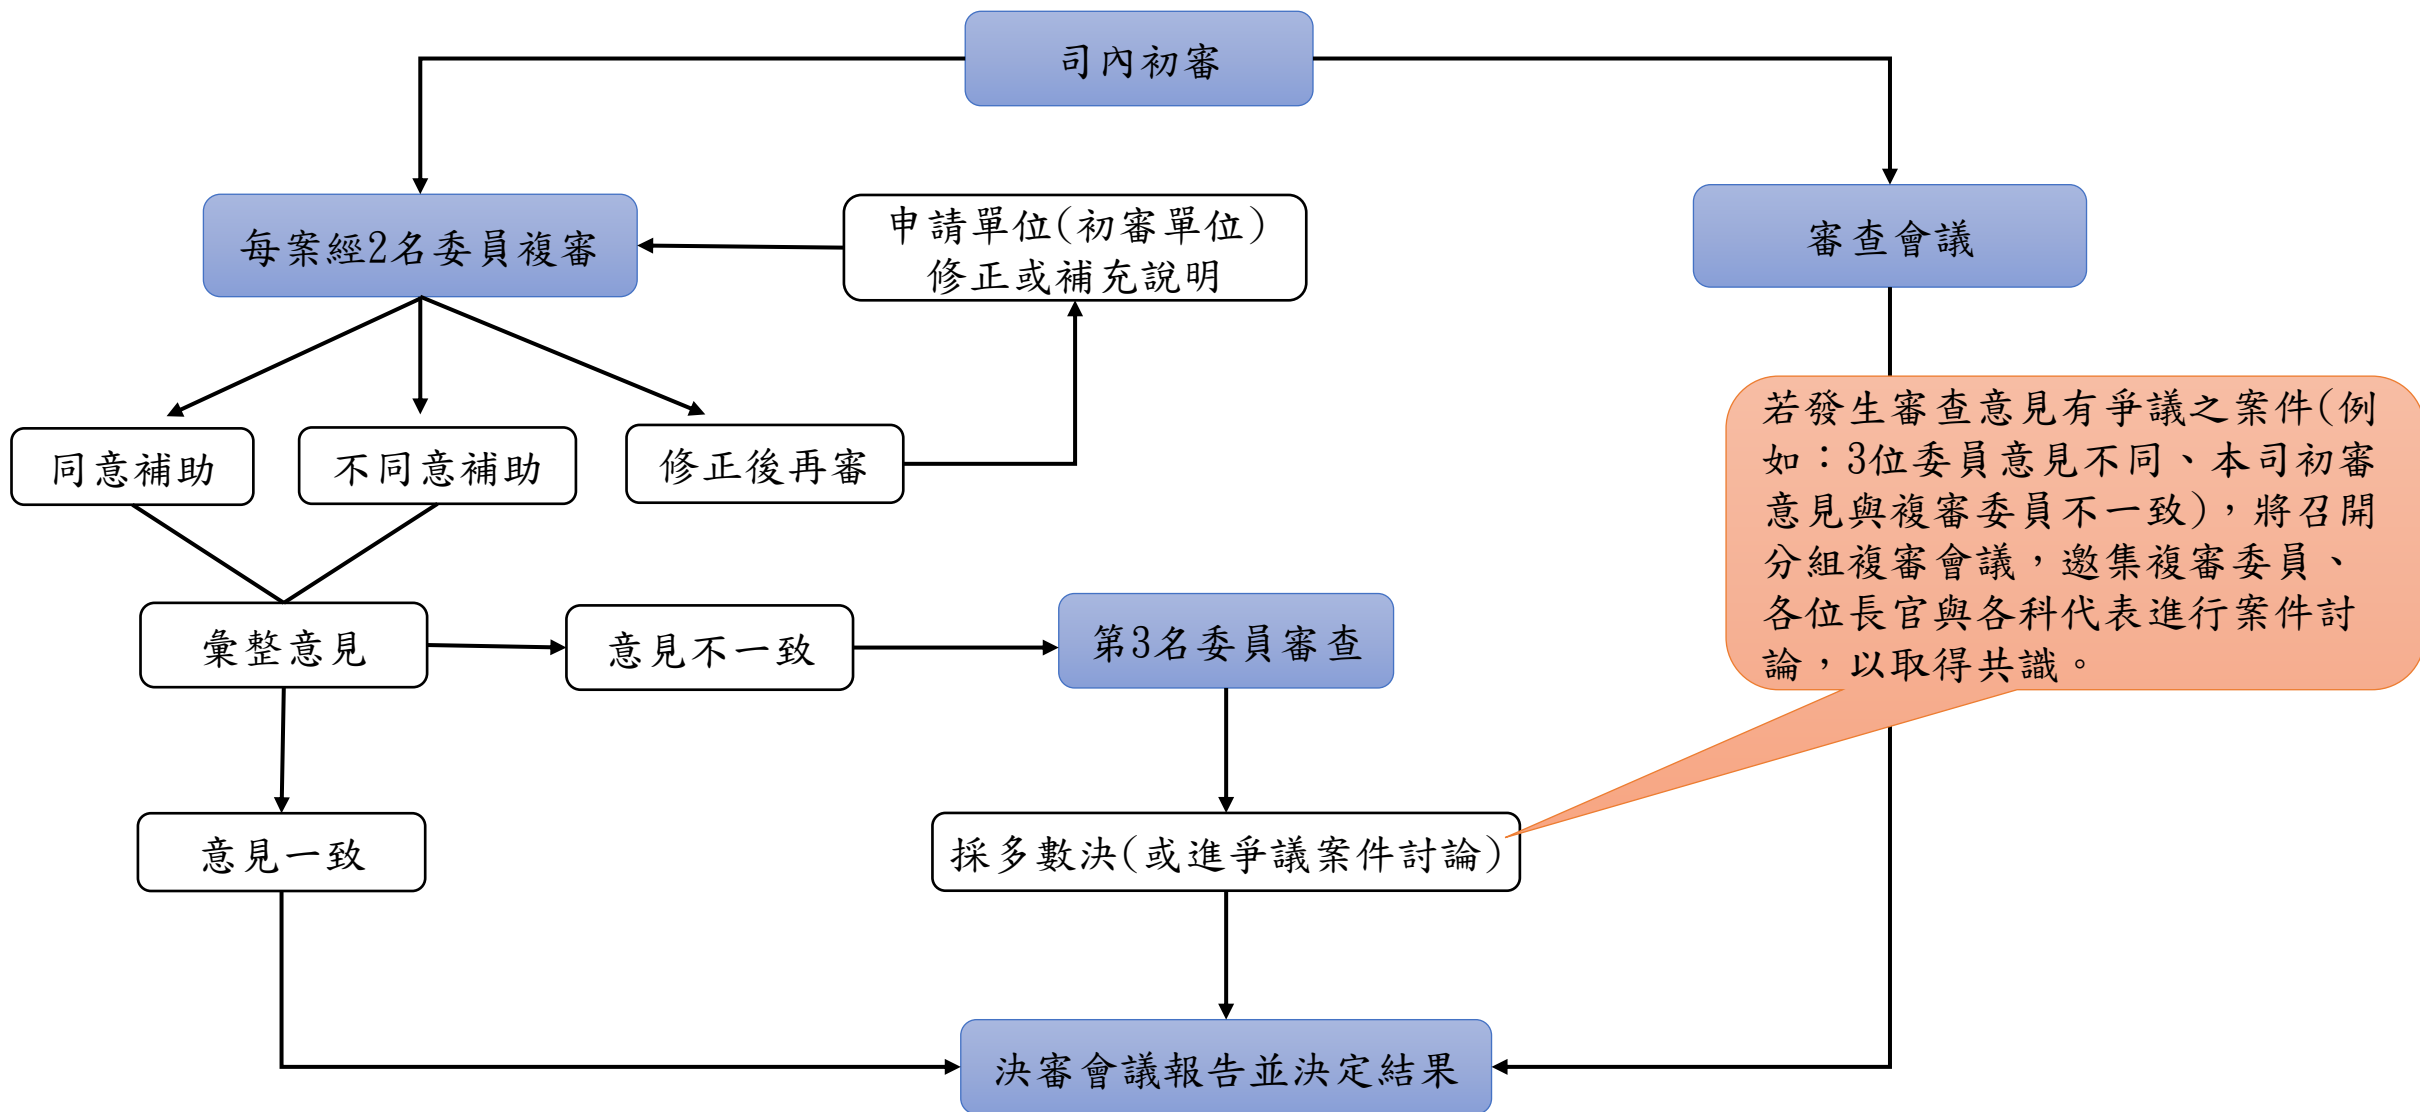 司內初審
每案經2名委員複審
申請單位(初審單位)
修正或補充說明
審查會議
同意補助
不同意補助
修正後再審
若發生審查意見有爭議之案件(例
如：3位委員意見不同、本司初審
意見與複審委員不一致)，將召開
分組複審會議，邀集複審委員、
各位長官與各科代表進行案件討
論，以取得共識。
彙整意見
意見不一致
第3名委員審查
意見一致
採多數決(或進爭議案件討論)
決審會議報告並決定結果